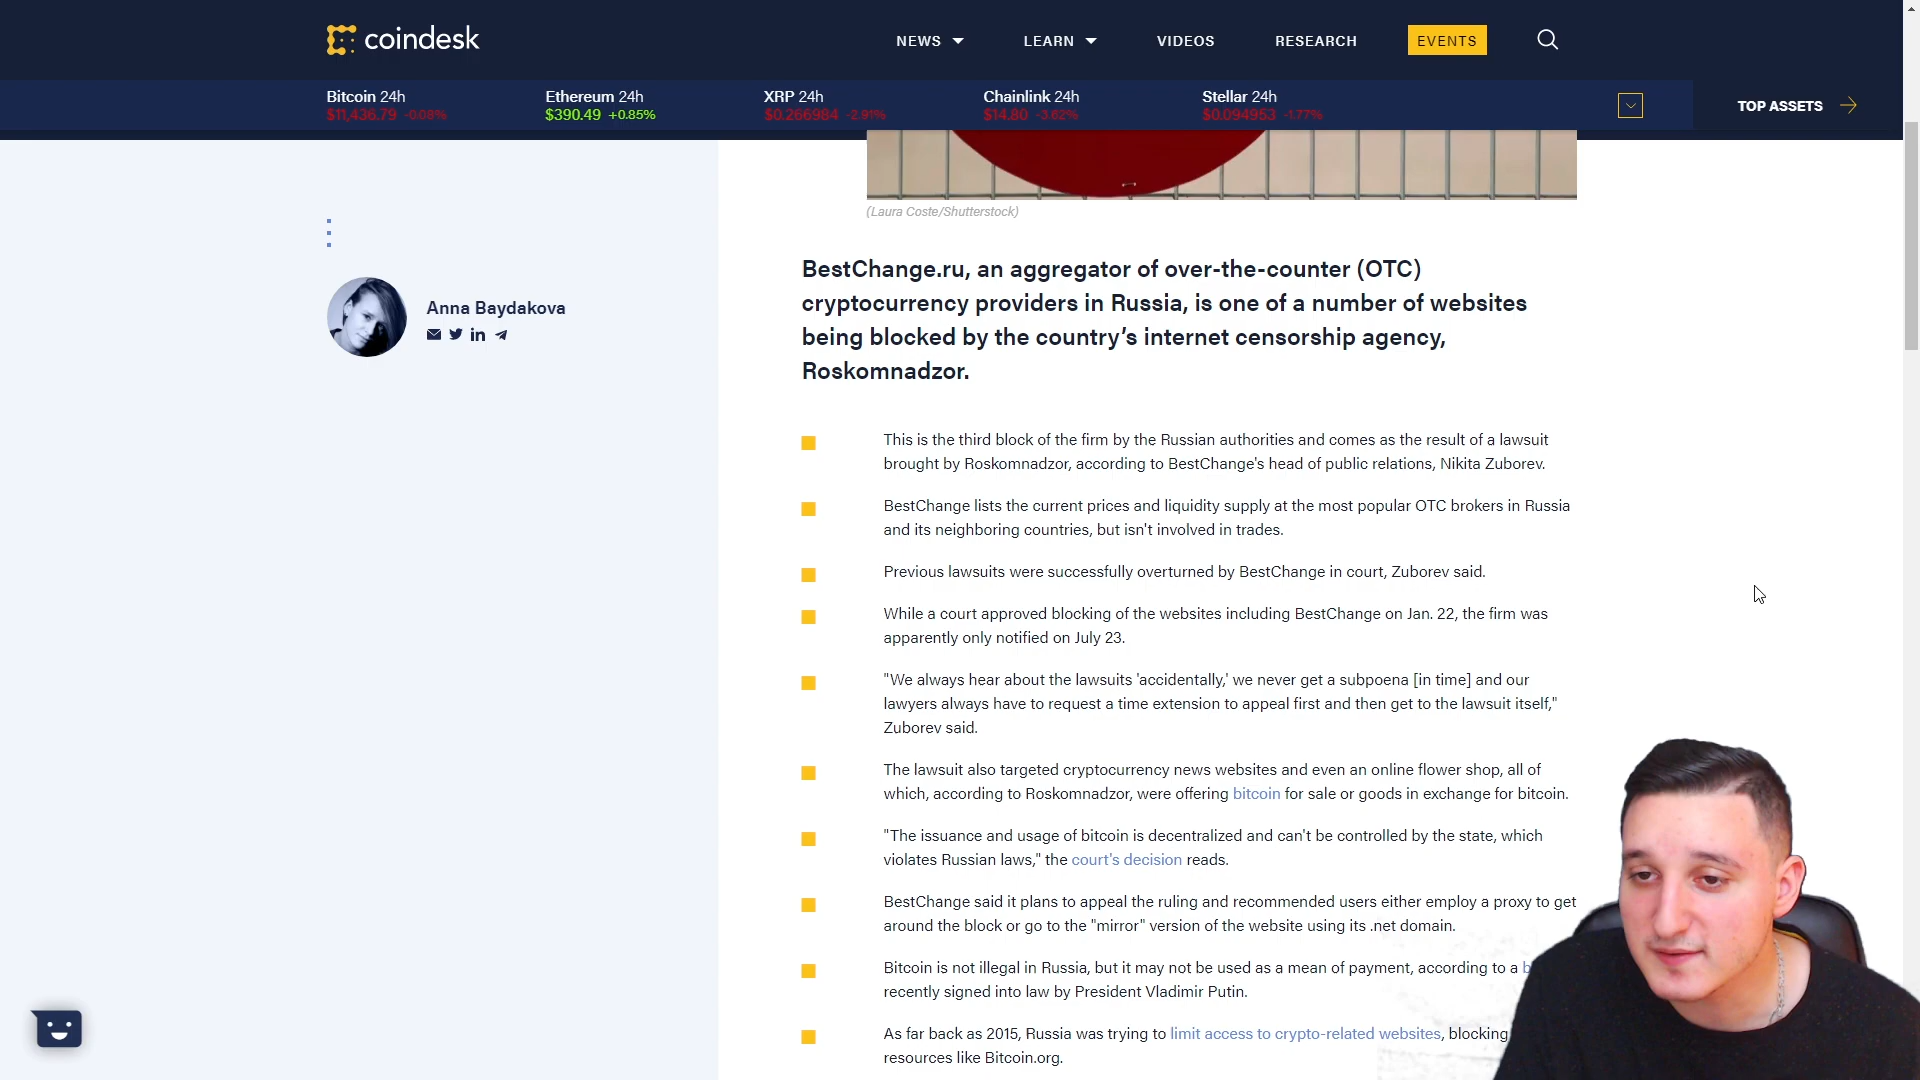 coindesk
NEWS LEARN VIDEOS RESEARCH EVENTS
Bitcoin 24h Ethereum 24h XRP 24h Chainlink 24h Stellar 24h
$11,436.79 -0.08% $390.49 +0.85% $0.266984 -2.91% $14.80 -3.62% $0.094953 -1.77%
TOP ASSETS
(Laura Coste/Shutterstock)
Anna Baydakova
BestChange.ru, an aggregator of over-the-counter (OTC)
cryptocurrency providers in Russia, is one of a number of websites
being blocked by the country’s internet censorship agency,
Roskomnadzor.
This is the third block of the firm by the Russian authorities and comes as the result of a lawsuit
brought by Roskomnadzor, according to BestChange's head of public relations, Nikita Zuborev.
BestChange lists the current prices and liquidity supply at the most popular OTC brokers in Russia
and its neighboring countries, but isn't involved in trades.
Previous lawsuits were successfully overturned by BestChange in court, Zuborev said.
While a court approved blocking of the websites including BestChange on Jan. 22, the firm was
apparently only notified on July 23.
"We always hear about the lawsuits 'accidentally,' we never get a subpoena [in time] and our
lawyers always have to request a time extension to appeal first and then get to the lawsuit itself,"
Zuborev said.
The lawsuit also targeted cryptocurrency news websites and even an online flower shop, all of
which, according to Roskomnadzor, were offering bitcoin for sale or goods in exchange for bitcoin.
"The issuance and usage of bitcoin is decentralized and can't be controlled by the state, which
violates Russian laws," the court's decision reads.
BestChange said it plans to appeal the ruling and recommended users either employ a proxy to get
around the block or go to the "mirror" version of the website using its .net domain.
Bitcoin is not illegal in Russia, but it may not be used as a mean of payment, according to a
recently signed into law by President Vladimir Putin.
As far back as 2015, Russia was trying to limit access to crypto-related websites, blocking
resources like Bitcoin.org.